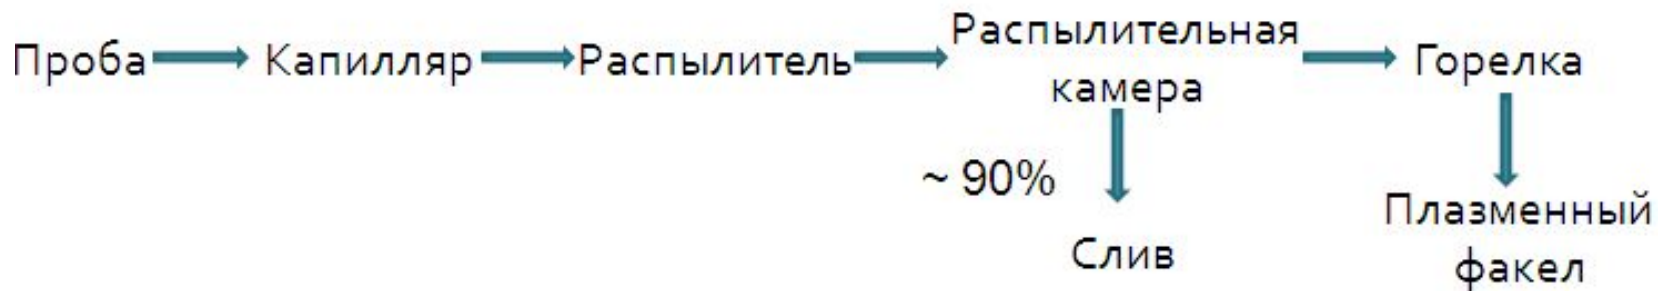 Проба Капилляр Распылитель Распылительная
камера Горелка
~ 90%
Слив
Плазменный
факел